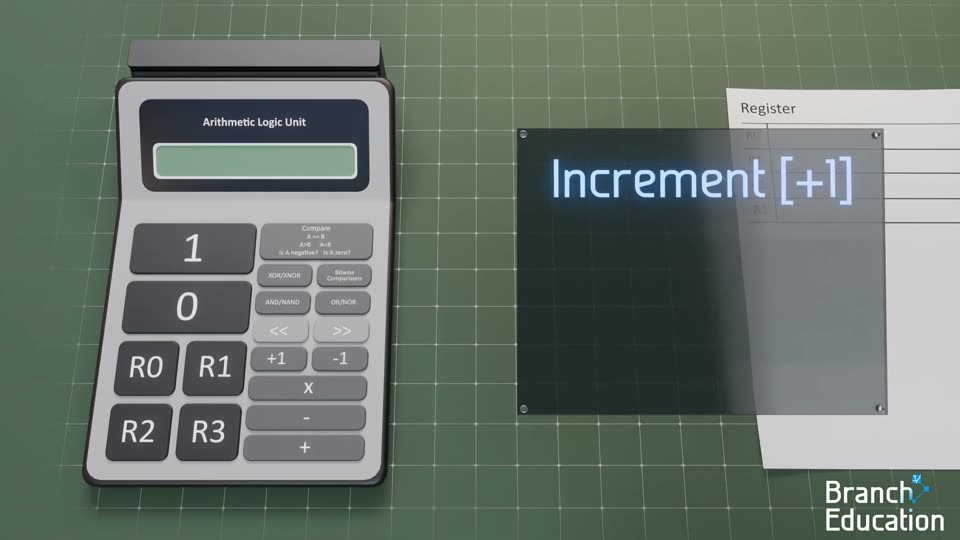 Arithmetic Logic Unit
1
0
R0 R1
R2 R3
Compare
A == B
A>B A<B
Is A negative? Is A zero?
XOR/XNOR
Bitwise
Comparisons
AND/NAND
OR/NOR
<< >>
+1 -1
x
-
+
Register
Increment [+1]
Branch
Education